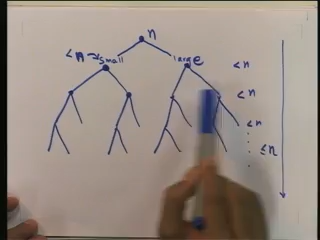 n
< n small large < n
< n
< n
≤ n